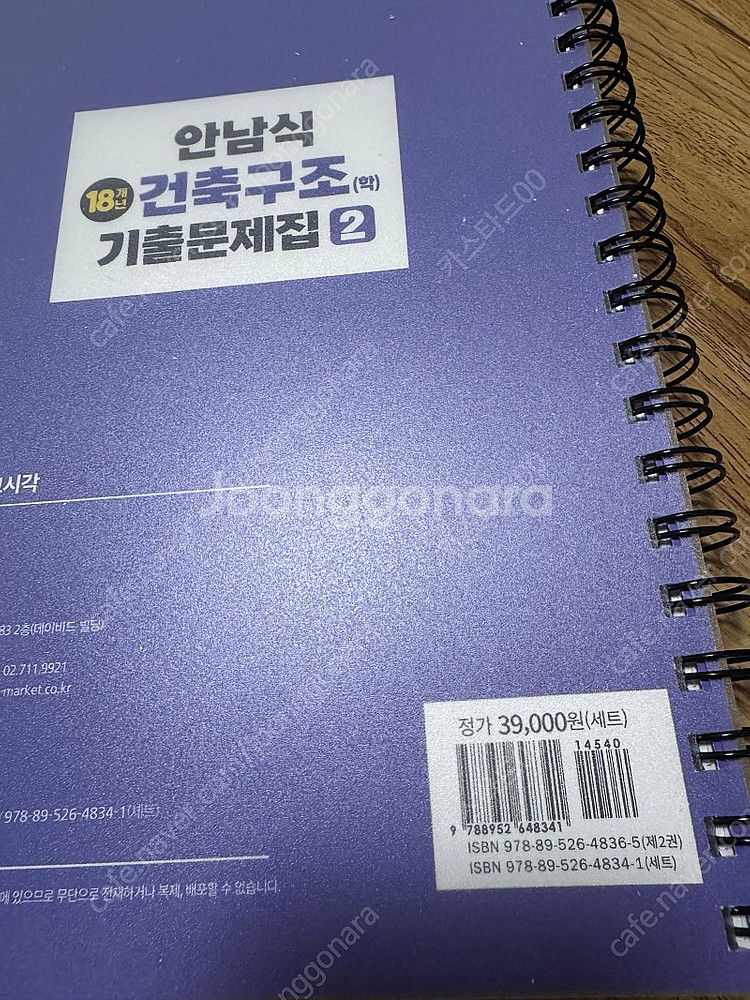 안남식
18개년 건축구조(학)
기출문제집 2
시각
Joonggonara
83 2층(데이비드 빌딩)
02.711.9921
-market.co.kr
978-89-526-4834-1(세트)
에 있으므로 무단으로 전재하거나 복제, 배포할 수 없습니다.
정가 39,000원(세트)
14540
9 788952 648341
ISBN 978-89-526-4836-5(제2권)
ISBN 978-89-526-4834-1(세트)
카스타드00
cafe.naver.com/joonggonara